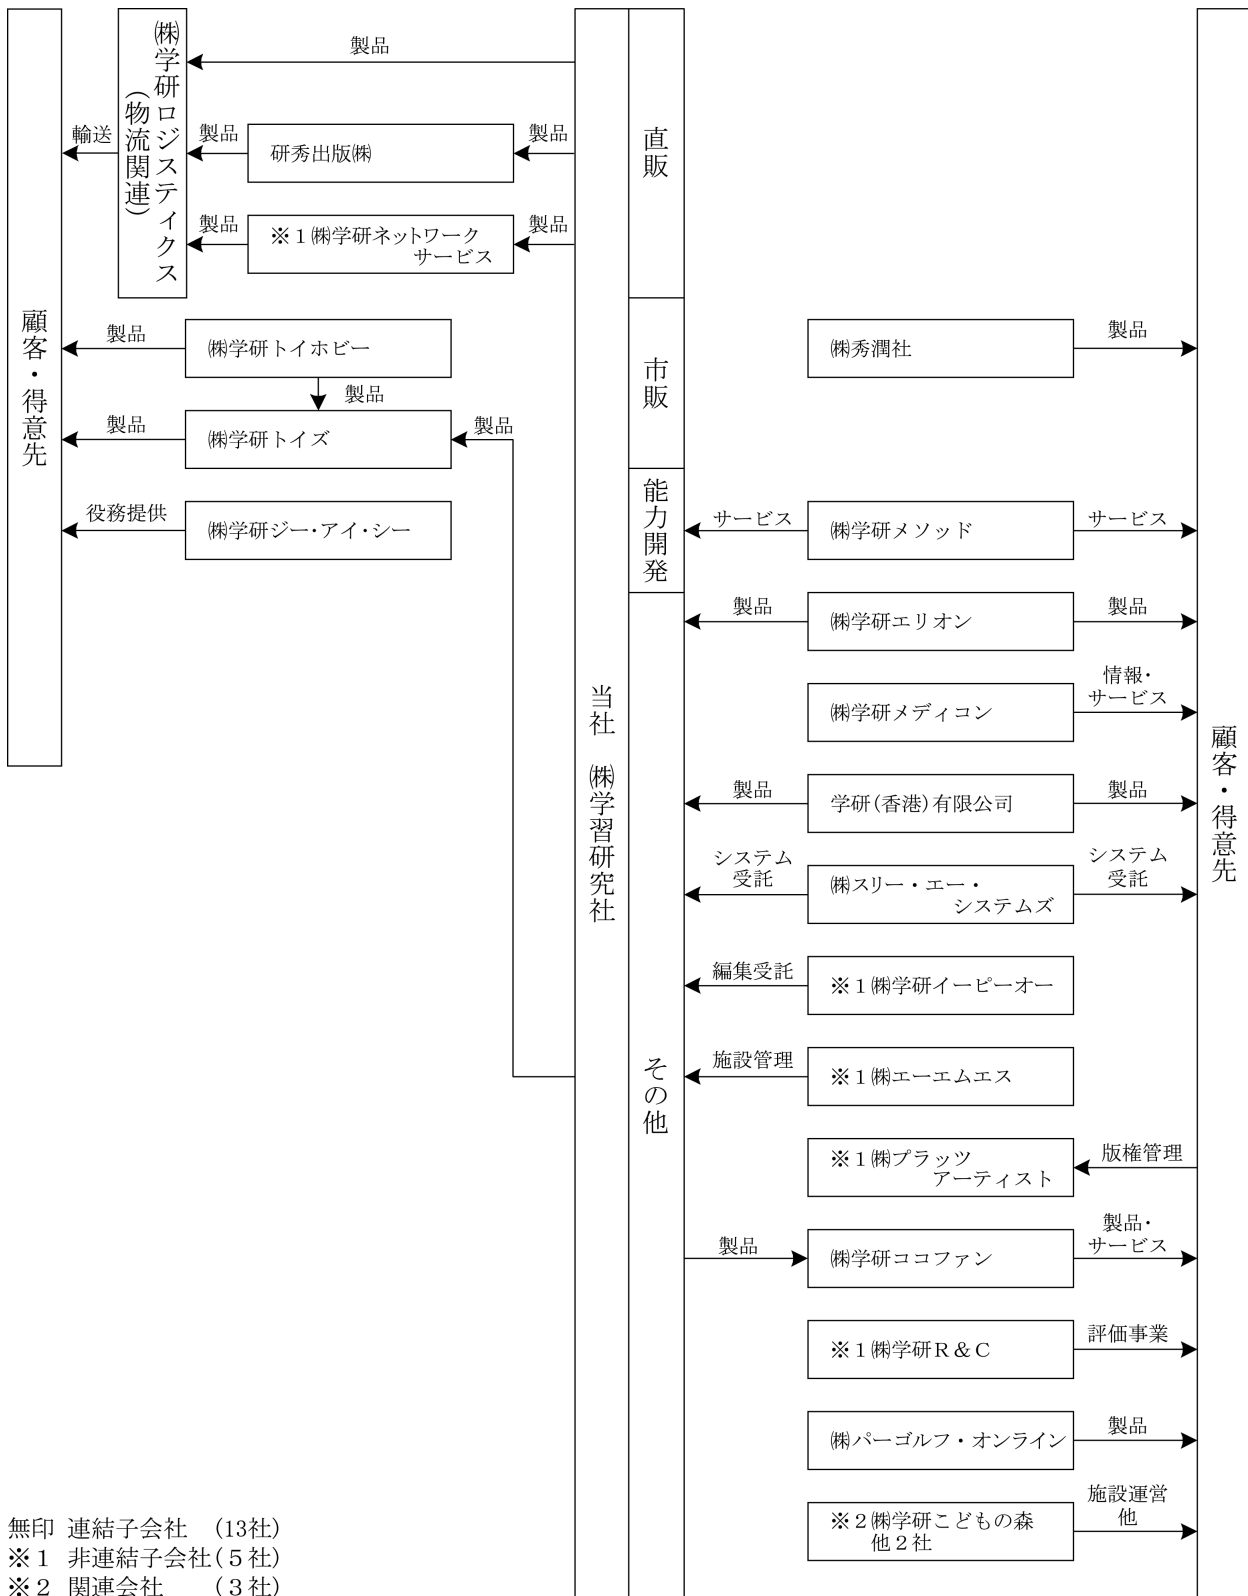 顧客・得意先
㈱学研ロジスティクス
(物流関連)
輸送
製品
製品
研秀出版㈱
製品
製品
※1㈱学研ネットワーク
サービス
製品
製品
㈱学研トイホビー
製品
製品
㈱学研トイズ
製品
役務提供
㈱学研ジー・アイ・シー
当社 ㈱学習研究社
直販
市販
能力開発
その他
㈱秀潤社
製品
サービス
㈱学研メソッド
サービス
製品
㈱学研エリオン
製品
㈱学研メディコン
情報・
サービス
製品
学研(香港)有限公司
製品
システム
受託
㈱スリー・エー・
システムズ
システム
受託
編集受託
※1㈱学研イーピーオー
施設管理
※1㈱エーエムエス
※1㈱プラッツ
アーティスト
版権管理
製品
㈱学研ココファン
製品・
サービス
※1㈱学研R&C
評価事業
㈱パーゴルフ・オンライン
製品
※2㈱学研こどもの森
他2社
施設運営
他
顧客・得意先
無印 連結子会社 (13社)
※1 非連結子会社(5社)
※2 関連会社 (3社)